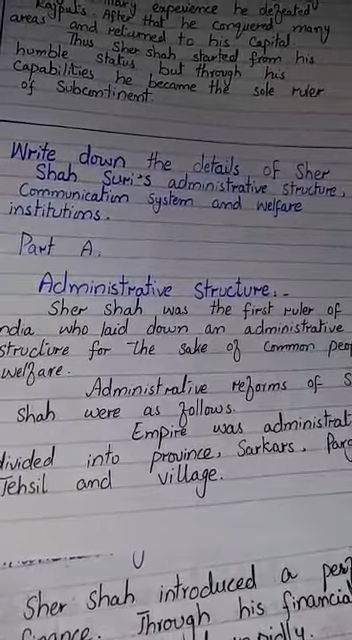 Rajputs. After that he conquered many
areas and returned to his Capital.
Thus Sher shah started from his
humble status but through his
capabilities he became the sole ruler
of Subcontinent.
Write down the details of Sher
Shah Suri's administrative structure,
Communication System and welfare
institutions.
Part A.
Administrative Structure:-
Sher Shah was the first ruler of
ndia who laid down an administrative
structure for the sake of common peop
welfare.
Administrative reforms of S
Shah were as follows.
Empire was administrat
divided into province, Sarkars, Parg
Tehsil and village.
Sher Shah introduced a per
finance. Through his financial